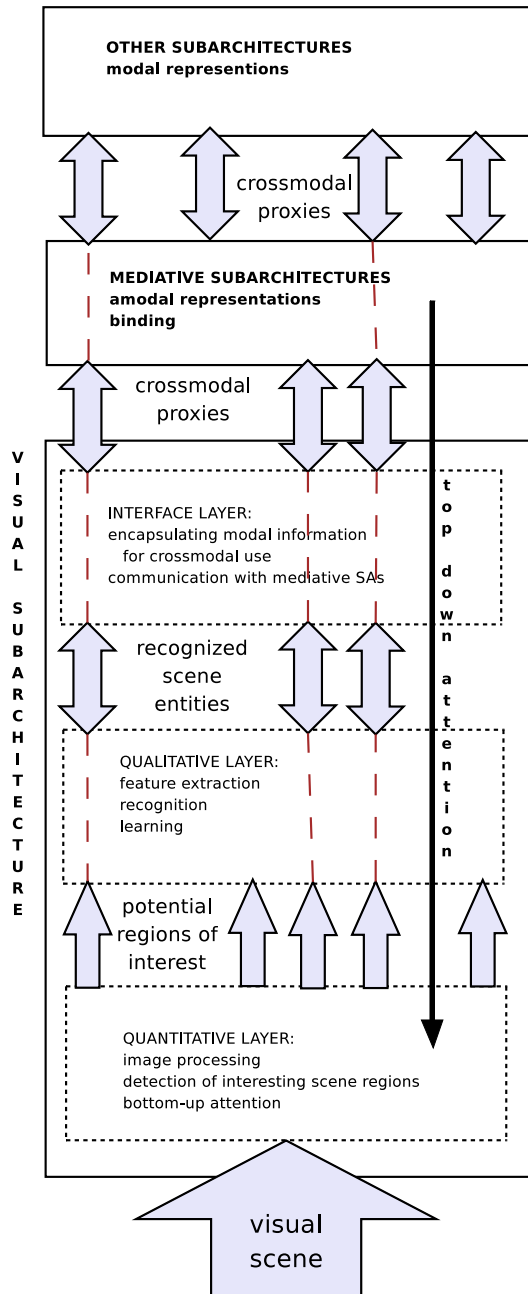 OTHER SUBARCHITECTURES
modal representions
crossmodal
proxies
MEDIATIVE SUBARCHITECTURES
amodal representations
binding
crossmodal
proxies
VISUAL SUBARCHITECTURE
INTERFACE LAYER:
encapsulating modal information
for crossmodal use
communication with mediative SAs
top down attention
recognized
scene
entities
QUALITATIVE LAYER:
feature extraction
recognition
learning
potential
regions of
interest
QUANTITATIVE LAYER:
image processing
detection of interesting scene regions
bottom-up attention
visual
scene